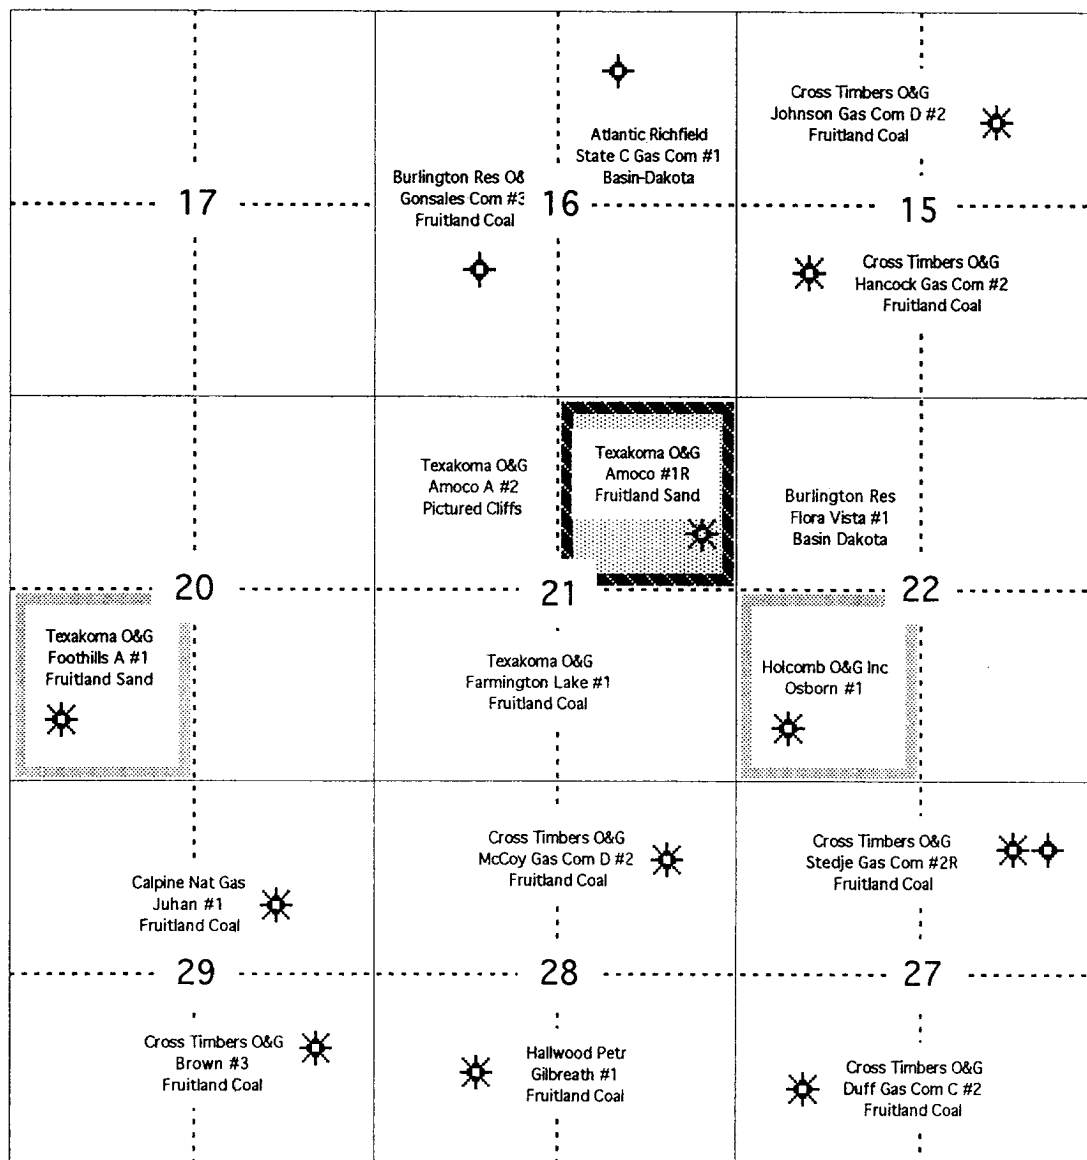 Cross Timbers O&G
Johnson Gas Com D #2
Fruitland Coal
Atlantic Richfield
State C Gas Com #1
Basin-Dakota
Burlington Res O&
Gonsales Com #3
Fruitland Coal
17
16
15
Cross Timbers O&G
Hancock Gas Com #2
Fruitland Coal
Texakoma O&G
Amoco A #2
Pictured Cliffs
Texakoma O&G
Amoco #1R
Fruitland Sand
Burlington Res
Flora Vista #1
Basin Dakota
20
21
22
Texakoma O&G
Foothills A #1
Fruitland Sand
Texakoma O&G
Farmington Lake #1
Fruitland Coal
Holcomb O&G Inc
Osborn #1
Cross Timbers O&G
McCoy Gas Com D #2
Fruitland Coal
Cross Timbers O&G
Stedje Gas Com #2R
Fruitland Coal
Calpine Nat Gas
Juhan #1
Fruitland Coal
29
28
27
Cross Timbers O&G
Brown #3
Fruitland Coal
Hallwood Petr
Gilbreath #1
Fruitland Coal
Cross Timbers O&G
Duff Gas Com C #2
Fruitland Coal